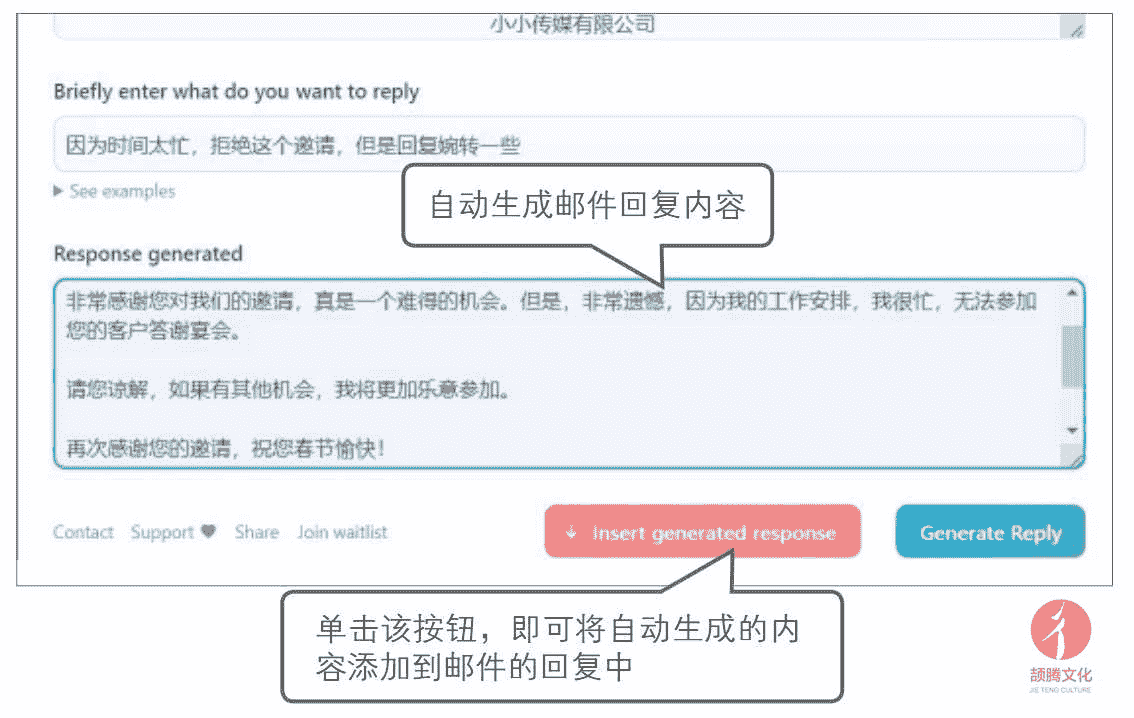 小小传媒有限公司
Briefly enter what do you want to reply
因为时间太忙，拒绝这个邀请，但是回复婉转一些
▶ See examples
自动生成邮件回复内容
Response generated
非常感谢您对我们的邀请，真是一个难得的机会。但是，非常遗憾，因为我的工作安排，我很忙，无法参加
您的客户答谢宴会。
请您谅解，如果有其他机会，我将更加乐意参加。
再次感谢您的邀请，祝您春节愉快！
Contact Support ♥ Share Join waitlist
↓ Insert generated response
Generate Reply
单击该按钮，即可将自动生成的内
容添加到邮件的回复中
颉腾文化
JIE TENG CULTURE